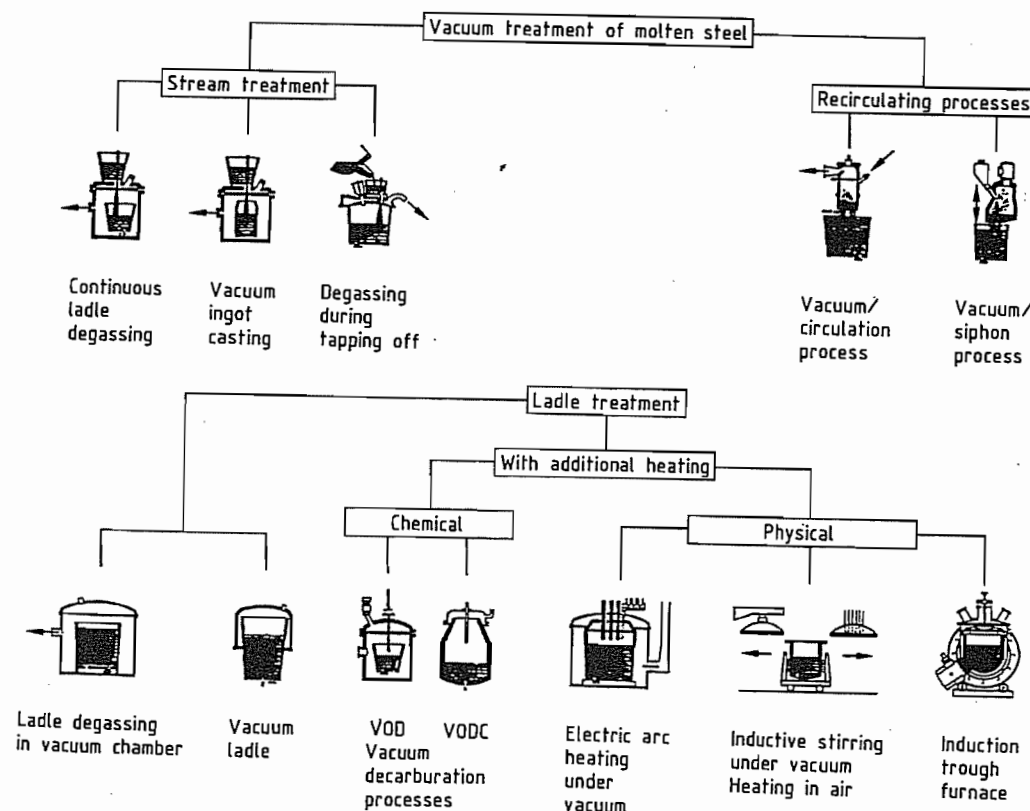 Vacuum treatment of molten steel
Stream treatment
Recirculating processes
Continuous
ladle
degassing
Vacuum
ingot
casting
Degassing
during
tapping off
Vacuum/
circulation
process
Vacuum/
siphon
process
Ladle treatment
With additional heating
Chemical
Physical
Ladle degassing
in vacuum chamber
Vacuum
ladle
VOD VODC
Vacuum
decarburation
processes
Electric arc
heating
under
vacuum
Inductive stirring
under vacuum
Heating in air
Induction
trough
furnace